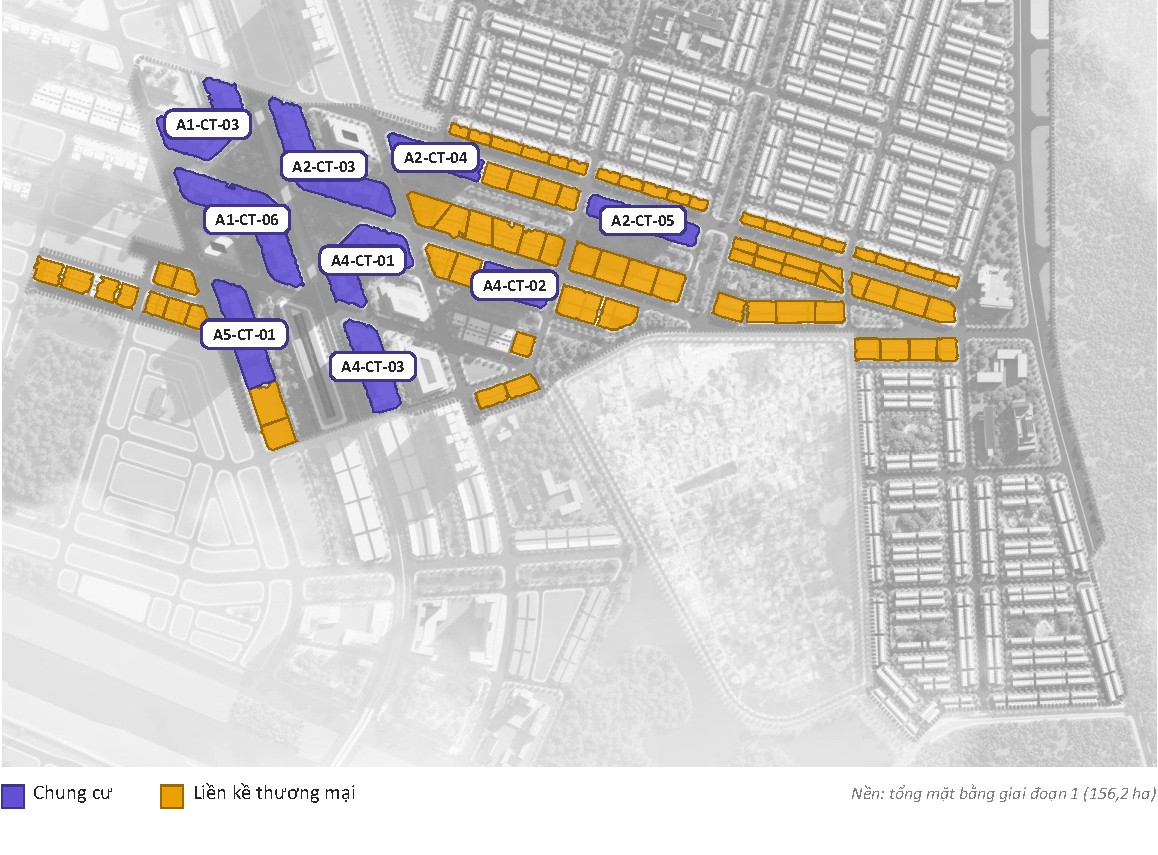 A1-CT-03
A2-CT-03
A2-CT-04
A1-CT-06
A2-CT-05
A4-CT-01
A4-CT-02
A5-CT-01
A4-CT-03
Chung cư
Liền kề thương mại
Nền: tổng mặt bằng giai đoạn 1 (156,2 ha)